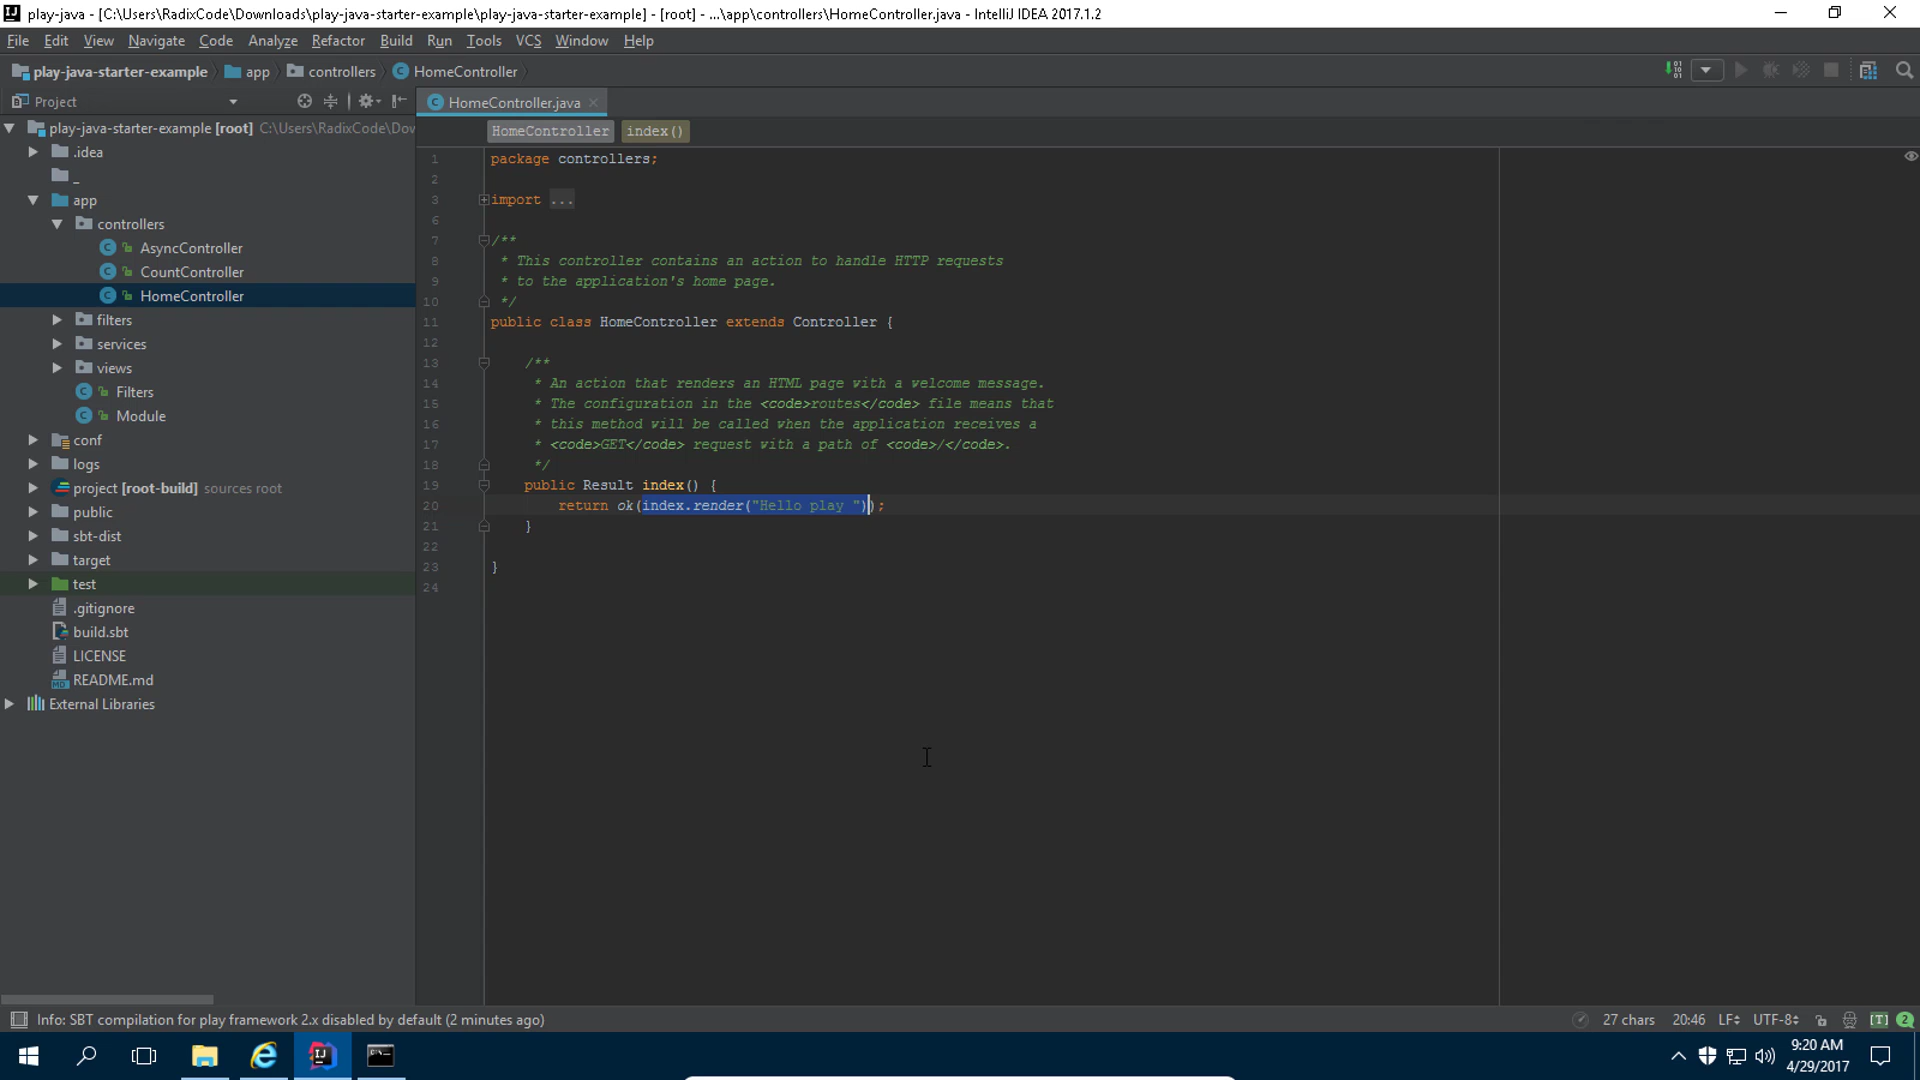 play-java - [C:\Users\RadixCode\Downloads\play-java-starter-example\play-java-starter-example] - [root] - ...\app\controllers\HomeController.java - IntelliJ IDEA 2017.1.2
File Edit View Navigate Code Analyze Refactor Build Run Tools VCS Window Help
play-java-starter-example app controllers HomeController
Project
HomeController.java
play-java-starter-example [root] C:\Users\RadixCode\Dov
.idea
_
app
controllers
AsyncController
CountController
HomeController
filters
services
views
Filters
Module
conf
logs
project [root-build] sources root
public
sbt-dist
target
test
.gitignore
build.sbt
LICENSE
README.md
External Libraries
HomeController index()
1 package controllers;
2
3 import ...
6
7 /**
8 * This controller contains an action to handle HTTP requests
9 * to the application's home page.
10 */
11 public class HomeController extends Controller {
12
13 /**
14 * An action that renders an HTML page with a welcome message.
15 * The configuration in the <code>routes</code> file means that
16 * this method will be called when the application receives a
17 * <code>GET</code> request with a path of <code>/</code>.
18 */
19 public Result index() {
20 return ok(index.render("Hello play "));
21 }
22
23 }
24
Info: SBT compilation for play framework 2.x disabled by default (2 minutes ago)
27 chars 20:46 LF UTF-8 [T] 2
9:20 AM
4/29/2017